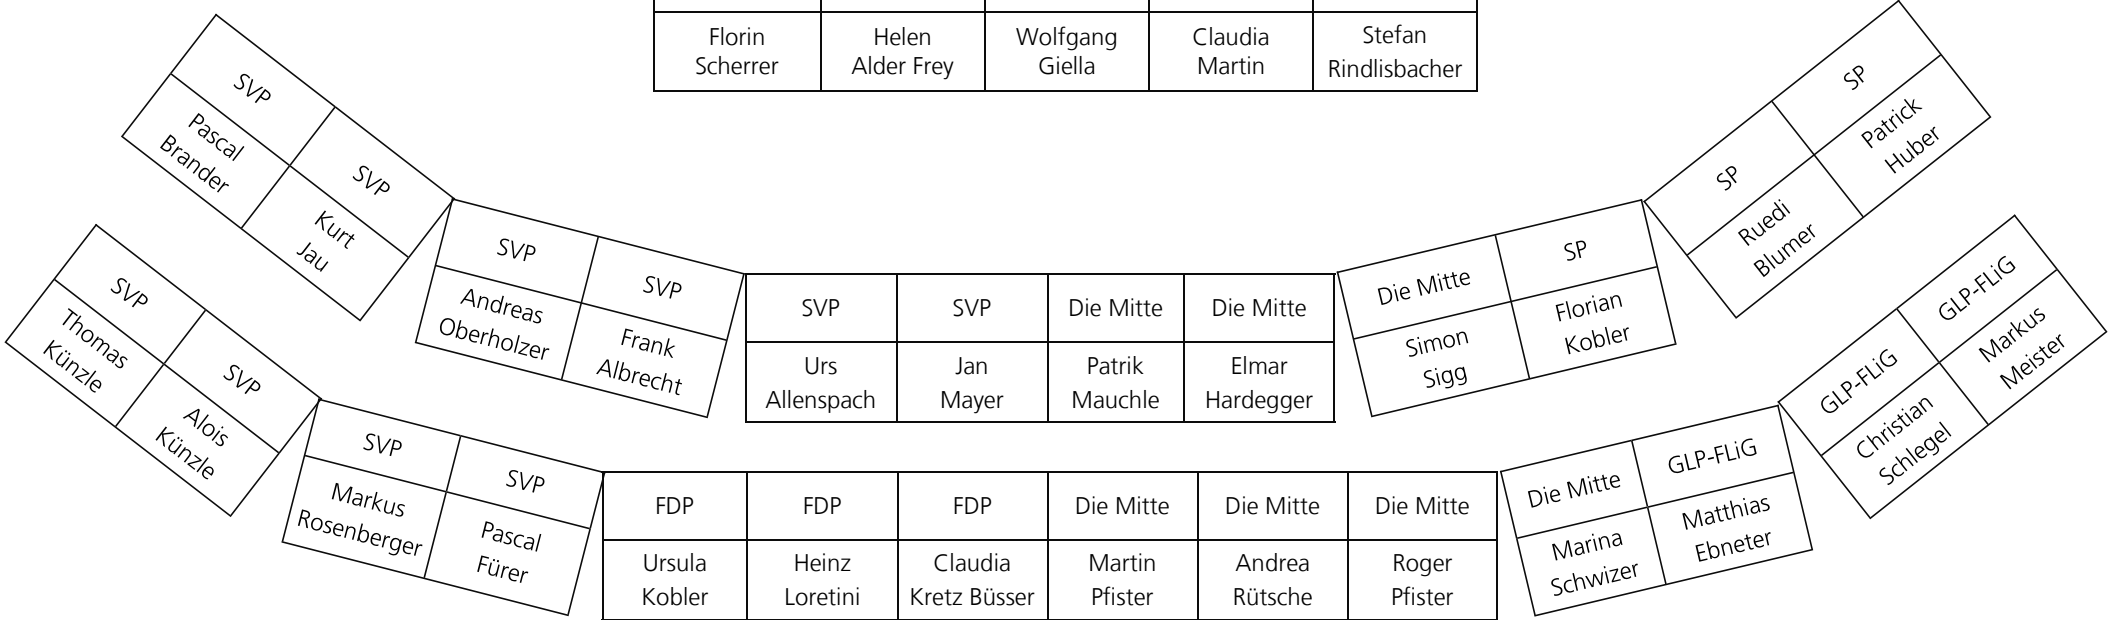 Florin
Scherrer
Helen
Alder Frey
Wolfgang
Giella
Claudia
Martin
Stefan
Rindlisbacher
SVP
Pascal
Brander
SVP
Kurt
Jau
SVP
Andreas
Oberholzer
SVP
Frank
Albrecht
SVP
Urs
Allenspach
SVP
Jan
Mayer
Die Mitte
Patrik
Mauchle
Die Mitte
Elmar
Hardegger
Die Mitte
Simon
Sigg
SP
Florian
Kobler
SP
Ruedi
Blumer
SP
Patrick
Huber
SVP
Thomas
Künzle
SVP
Alois
Künzle
SVP
Markus
Rosenberger
SVP
Pascal
Fürer
FDP
Ursula
Kobler
FDP
Heinz
Loretini
FDP
Claudia
Kretz Büsser
Die Mitte
Martin
Pfister
Die Mitte
Andrea
Rütsche
Die Mitte
Roger
Pfister
Die Mitte
Marina
Schwizer
GLP-FLiG
Matthias
Ebneter
GLP-FLiG
Christian
Schlegel
GLP-FLiG
Markus
Meister